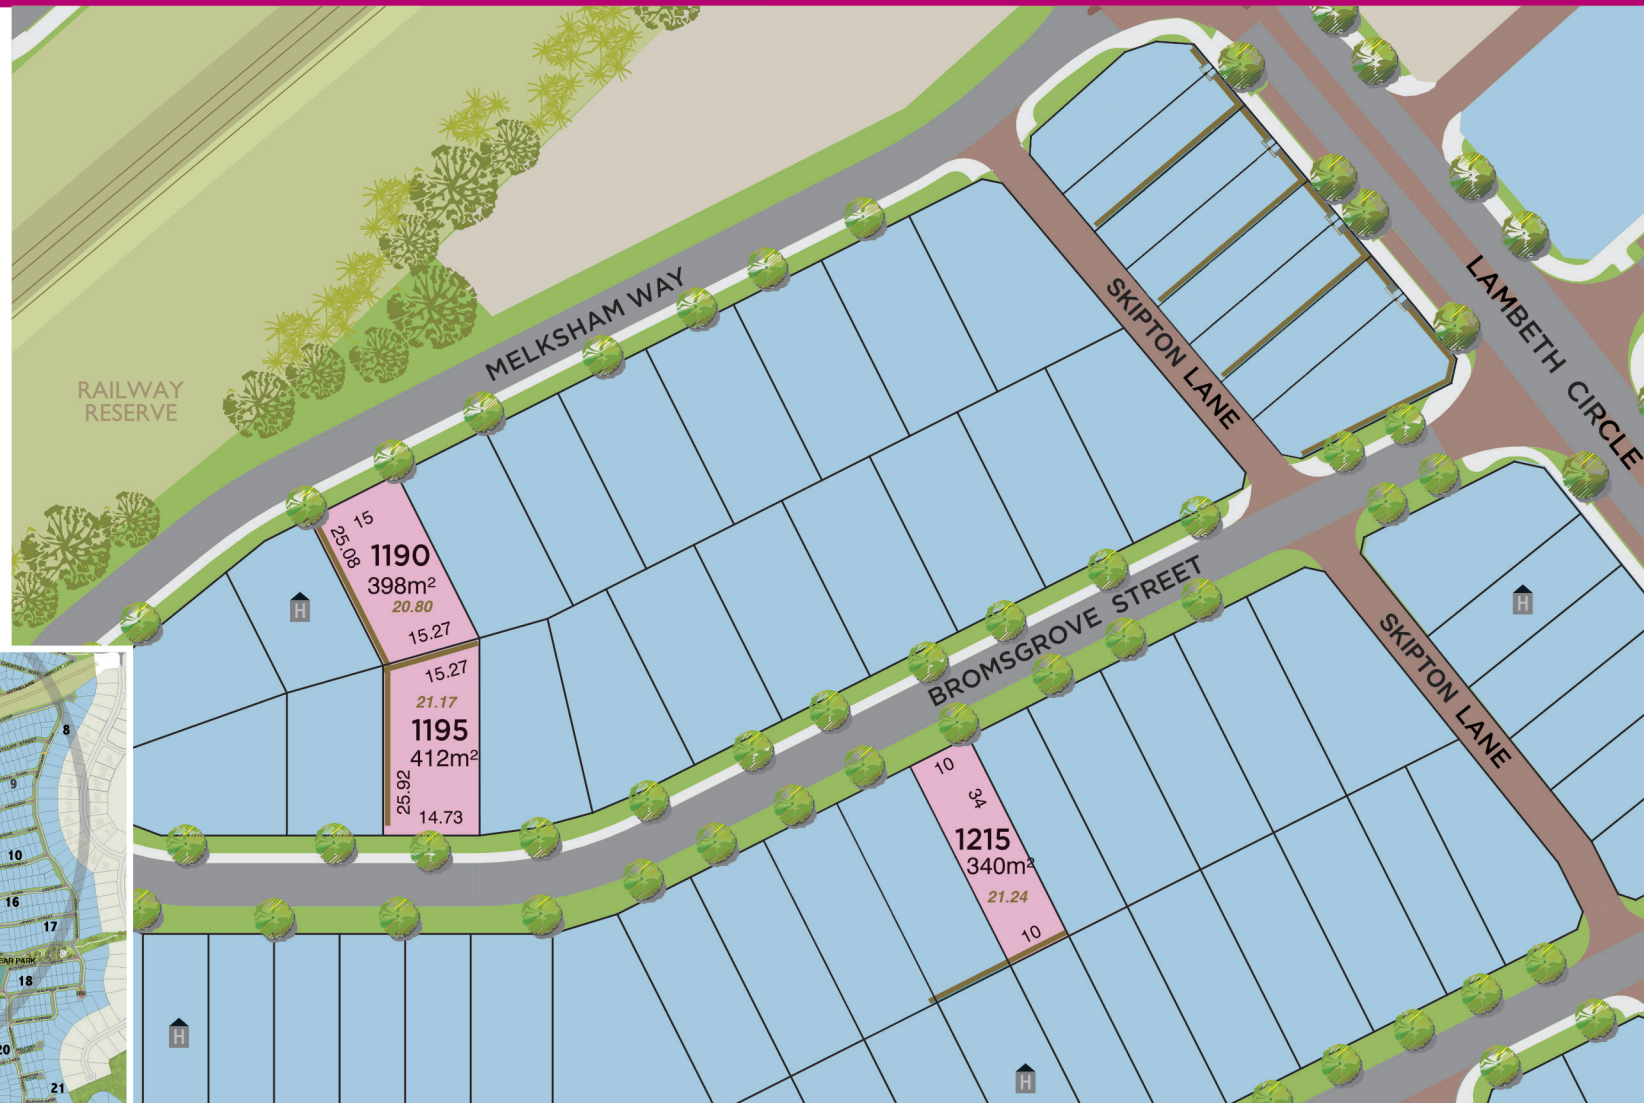 MELKSHAM WAY
SKIPTON LANE
LAMBETH CIRCLE
RAILWAY
RESERVE
15
25.08
1190
398m²
20.80
15.27
15.27
21.17
1195
412m²
25.92
14.73
BROMSGROVE STREET
SKIPTON LANE
10
34
1215
340m²
21.24
10
H
H
H
H
8
9
10
16
17
EAR PARK
18
20
21